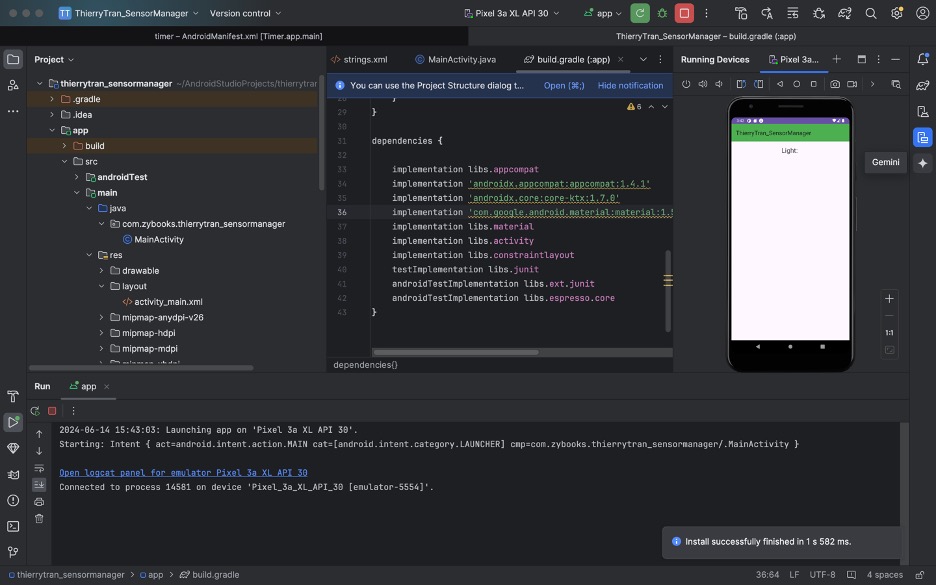 TT ThierryTran_SensorManager Version control Pixel 3a XL API 30 app
timer – AndroidManifest.xml [Timer.app.main] ThierryTran_SensorManager – build.gradle (:app)
Project
thierrytran_sensormanager ~/AndroidStudioProjects/thierrytran
.gradle
.idea
app
build
src
androidTest
main
java
com.zybooks.thierrytran_sensormanager
MainActivity
res
drawable
layout
activity_main.xml
mipmap-anydpi-v26
mipmap-hdpi
mipmap-mdpi
strings.xml MainActivity.java build.gradle (:app)
You can use the Project Structure dialog t... Open (⌘;) Hide notification
6
29 }
30
31 dependencies {
32
33 implementation libs.appcompat
34 implementation 'androidx.appcompat:appcompat:1.4.1'
35 implementation 'androidx.core:core-ktx:1.7.0'
36 implementation 'com.google.android.material:material:1.5
37 implementation libs.material
38 implementation libs.activity
39 implementation libs.constraintlayout
40 testImplementation libs.junit
41 androidTestImplementation libs.ext.junit
42 androidTestImplementation libs.espresso.core
43 }
dependencies{}
Running Devices Pixel 3a...
ThierryTran_SensorManager
Light:
Gemini
1:1
Run app
2024-06-14 15:43:03: Launching app on 'Pixel 3a XL API 30'.
Starting: Intent { act=android.intent.action.MAIN cat=[android.intent.category.LAUNCHER] cmp=com.zybooks.thierrytran_sensormanager/.MainActivity }
Open logcat panel for emulator Pixel 3a XL API 30
Connected to process 14581 on device 'Pixel_3a_XL_API_30 [emulator-5554]'.
Install successfully finished in 1 s 582 ms.
thierrytran_sensormanager > app > build.gradle 36:64 LF UTF-8 4 spaces